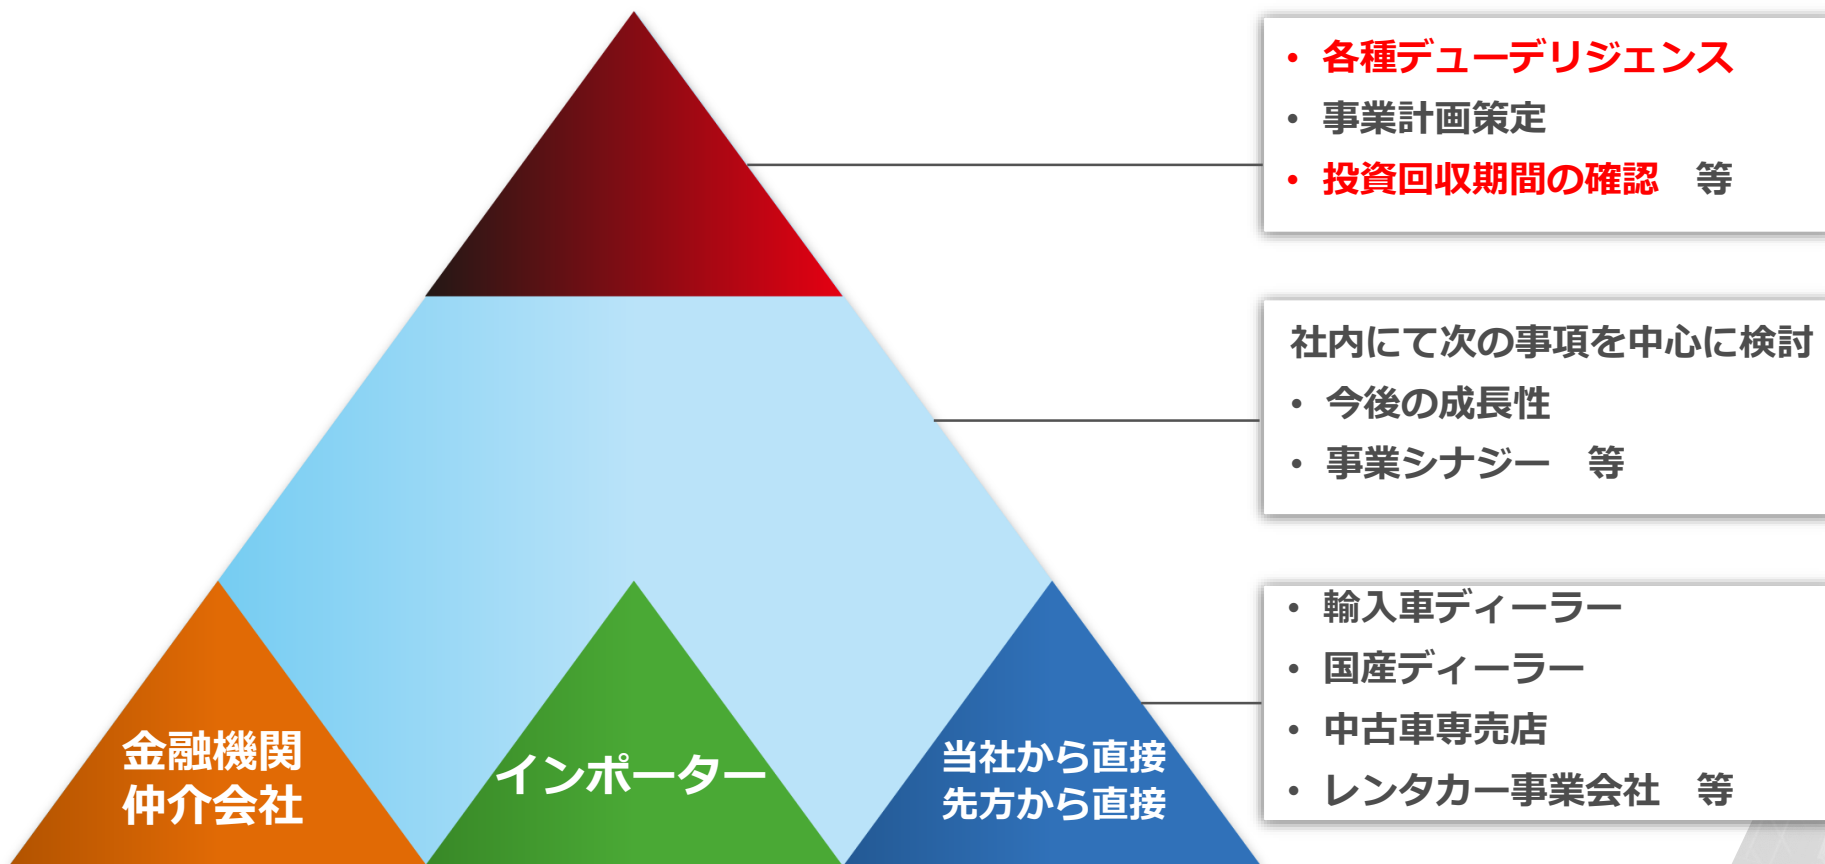 • 各種デューデリジェンス
• 事業計画策定
• 投資回収期間の確認　等
社内にて次の事項を中心に検討
• 今後の成長性
• 事業シナジー　等
• 輸入車ディーラー
• 国産ディーラー
• 中古車専売店
• レンタカー事業会社　等
金融機関
仲介会社
インポーター
当社から直接
先方から直接